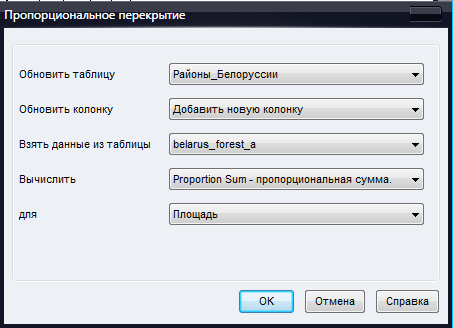 Пропорциональное перекрытие
Обновить таблицу Районы_Белоруссии
Обновить колонку Добавить новую колонку
Взять данные из таблицы belarus_forest_a
Вычислить Proportion Sum - пропорциональная сумма.
для Площадь
OK Отмена Справка